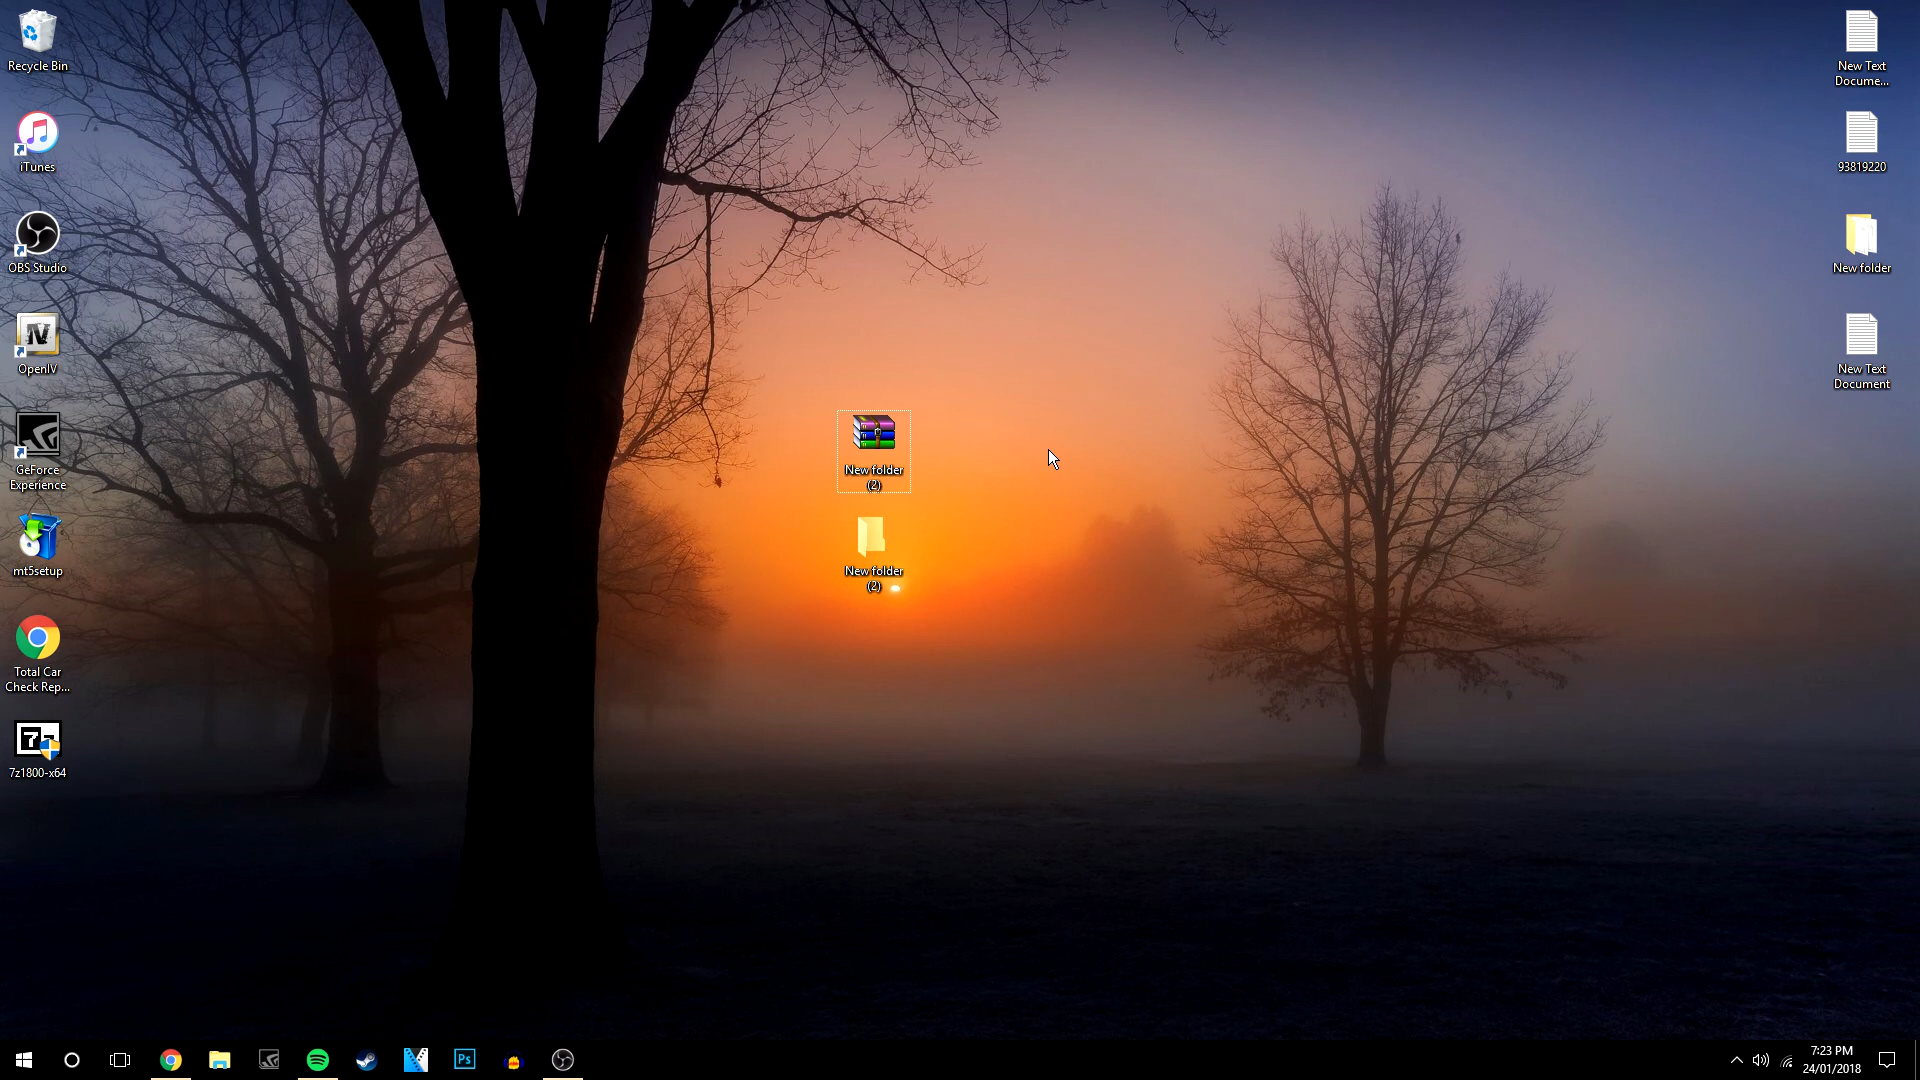 Recycle Bin
iTunes
OBS Studio
OpenIV
GeForce
Experience
mt5setup
Total Car
Check Rep...
7z1800-x64
New folder
(2)
New folder
(2)
New Text
Docume...
93819220
New folder
New Text
Document
Ps
7:23 PM
24/01/2018